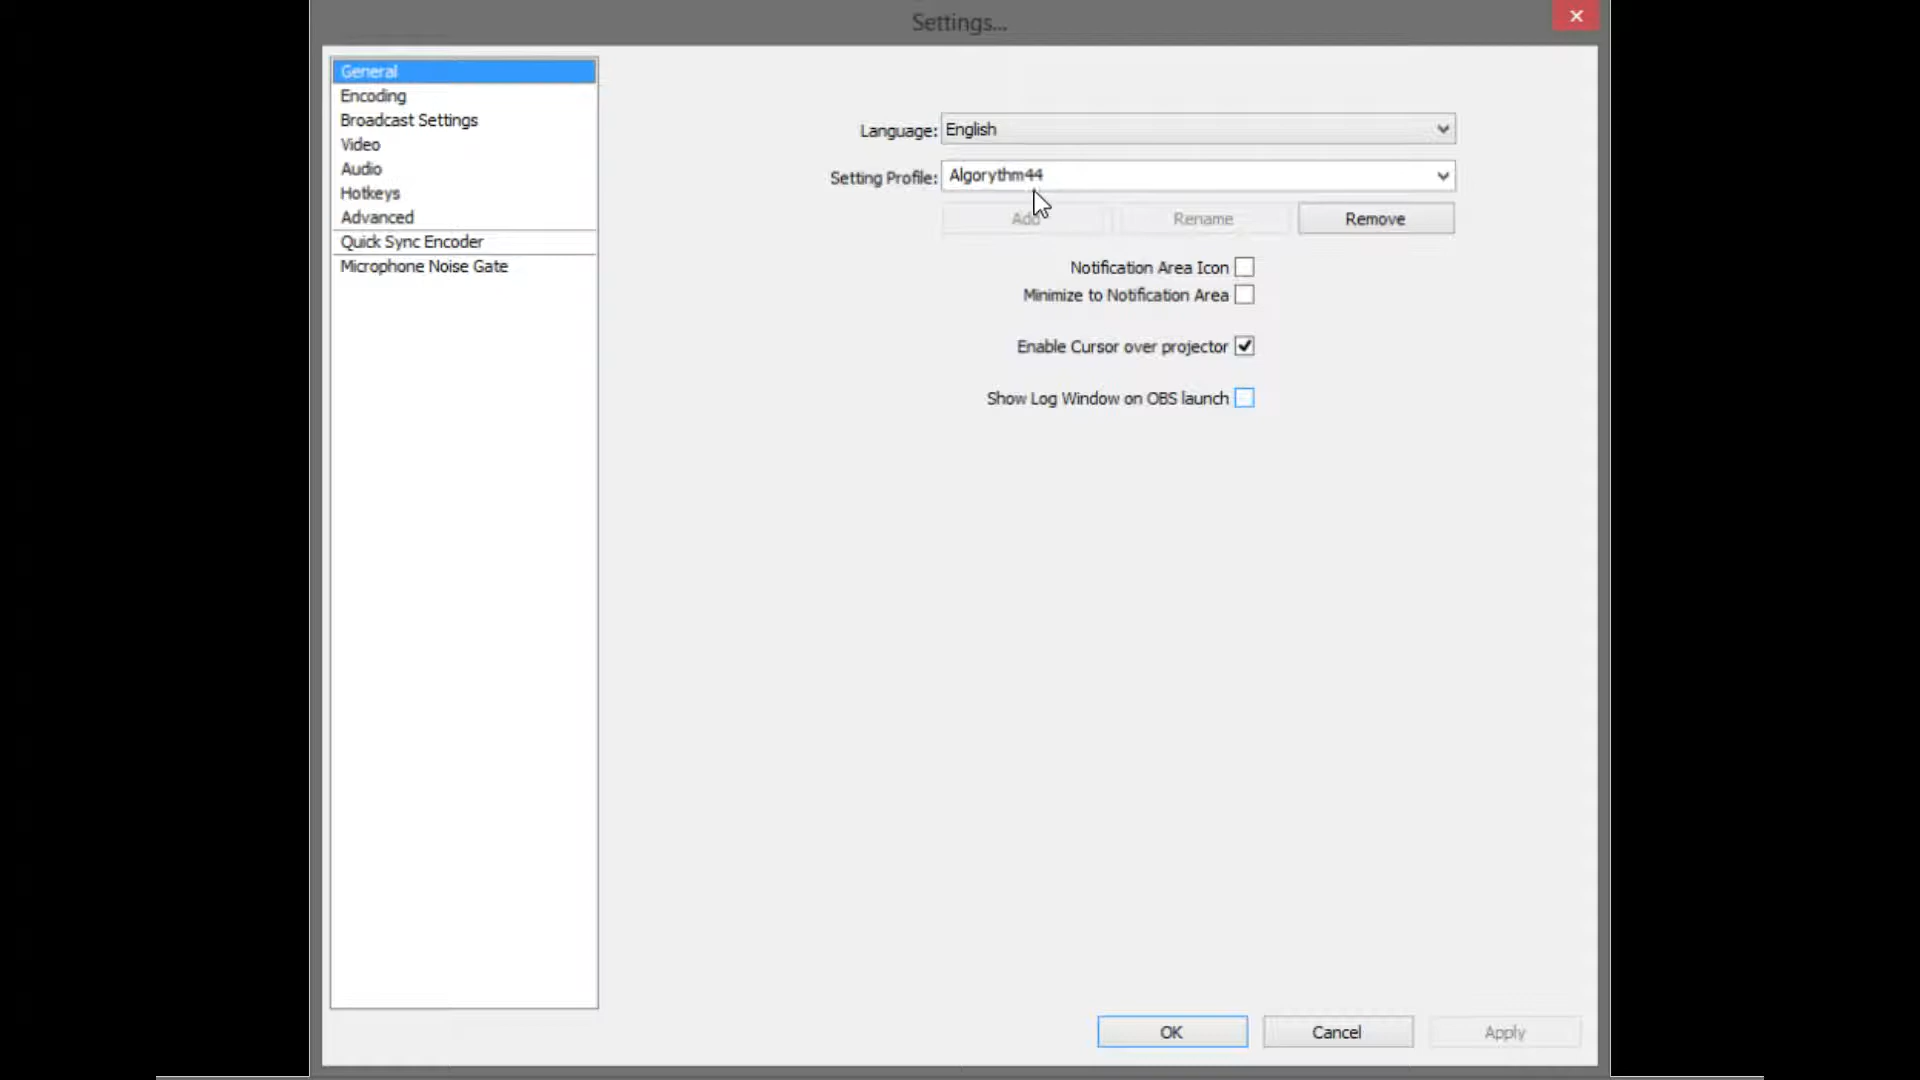 Settings...
General
Encoding
Broadcast Settings
Video
Audio
Hotkeys
Advanced
Quick Sync Encoder
Microphone Noise Gate
Language: English
Setting Profile: Algorythm44
Add Rename Remove
Notification Area Icon
Minimize to Notification Area
Enable Cursor over projector
Show Log Window on OBS launch
OK Cancel Apply